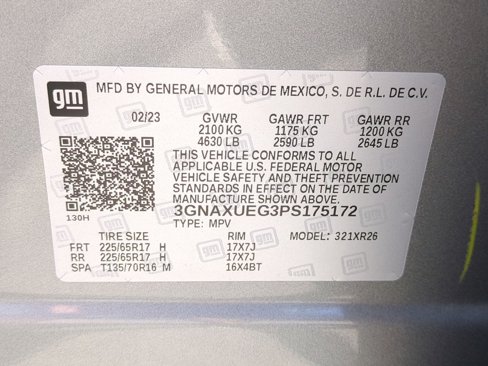 gm
MFD BY GENERAL MOTORS DE MEXICO, S. DE R.L. DE C.V.
02/23 GVWR GAWR FRT GAWR RR
2100 KG 1175 KG 1200 KG
4630 LB 2590 LB 2645 LB
THIS VEHICLE CONFORMS TO ALL
APPLICABLE U.S. FEDERAL MOTOR
VEHICLE SAFETY AND THEFT PREVENTION
STANDARDS IN EFFECT ON THE DATE OF
MANUFACTURE SHOWN ABOVE.
3GNAXUEG3PS175172
130H
TYPE: MPV
TIRE SIZE RIM MODEL: 321XR26
FRT 225/65R17 H 17X7J
RR 225/65R17 H 17X7J
SPA T135/70R16 M 16X4BT